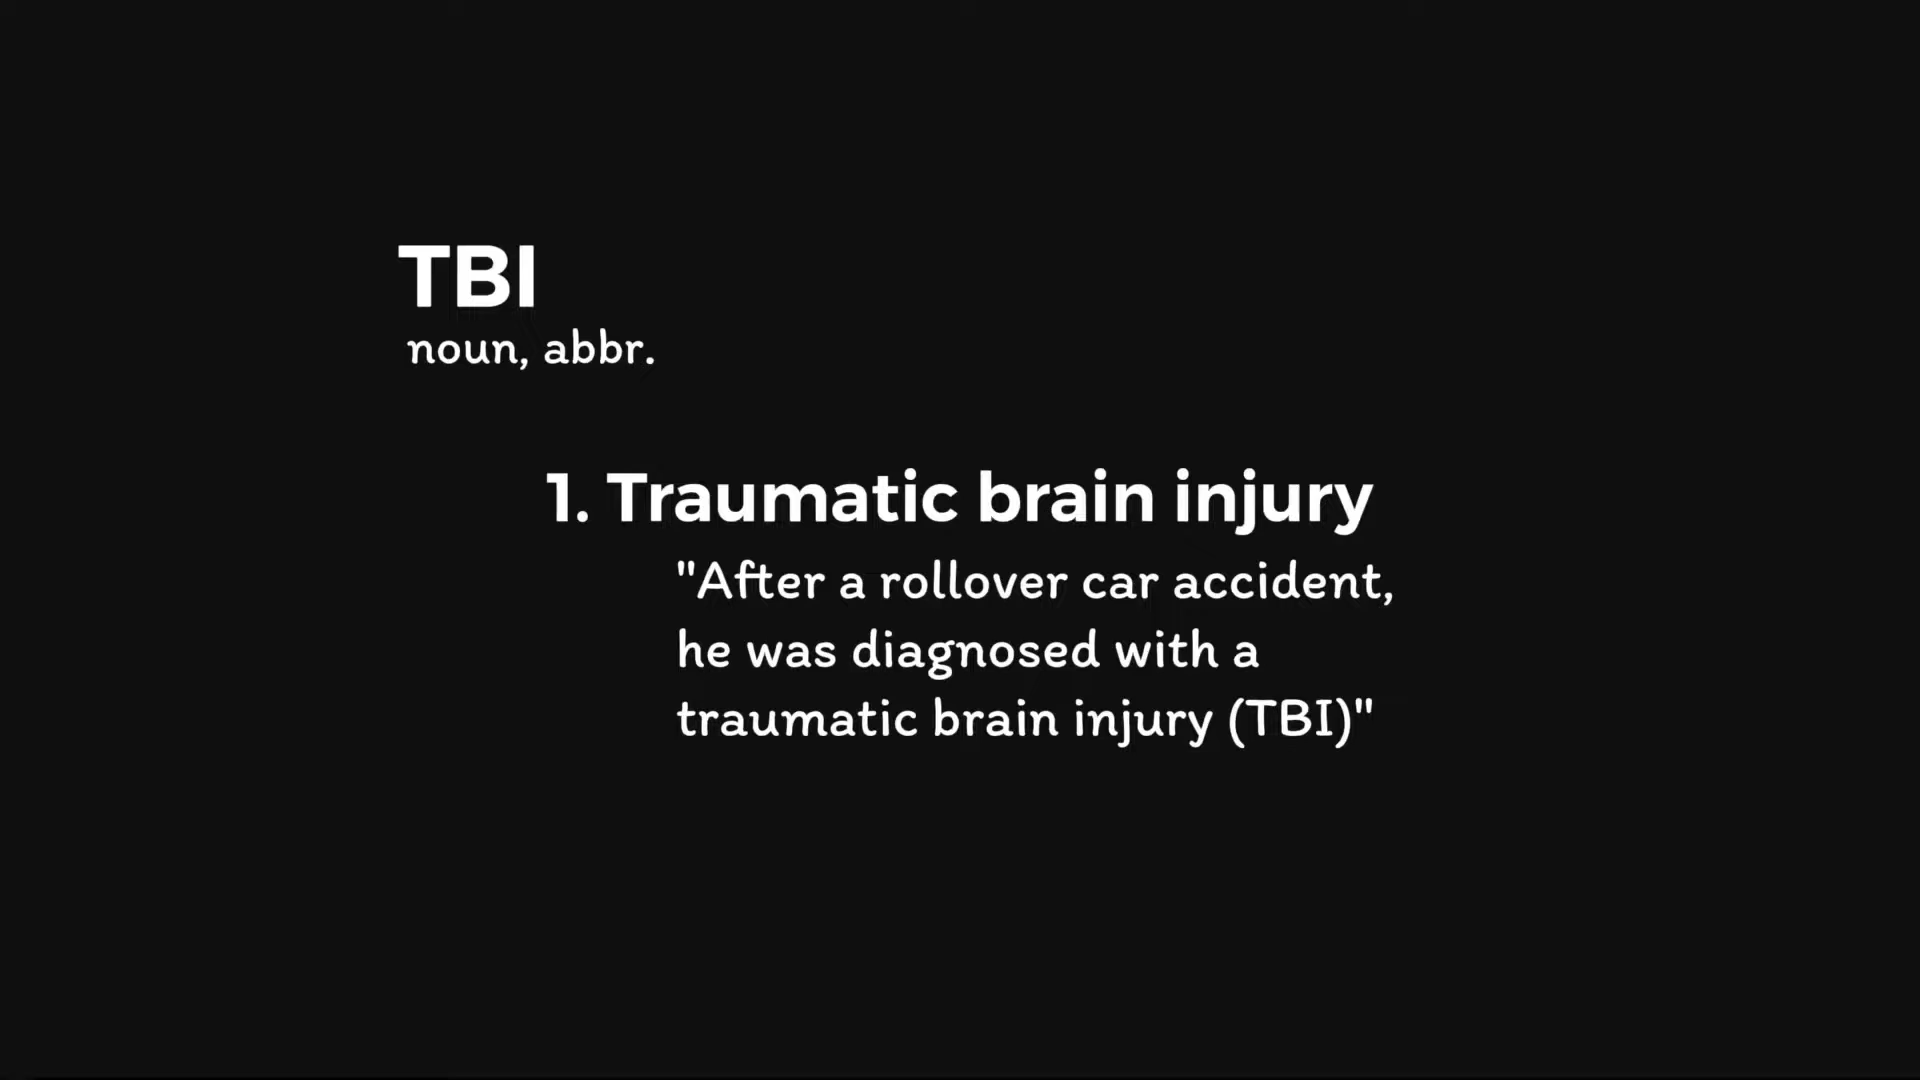 TBI
noun, abbr.
1. Traumatic brain injury
"After a rollover car accident,
he was diagnosed with a
traumatic brain injury (TBI)"